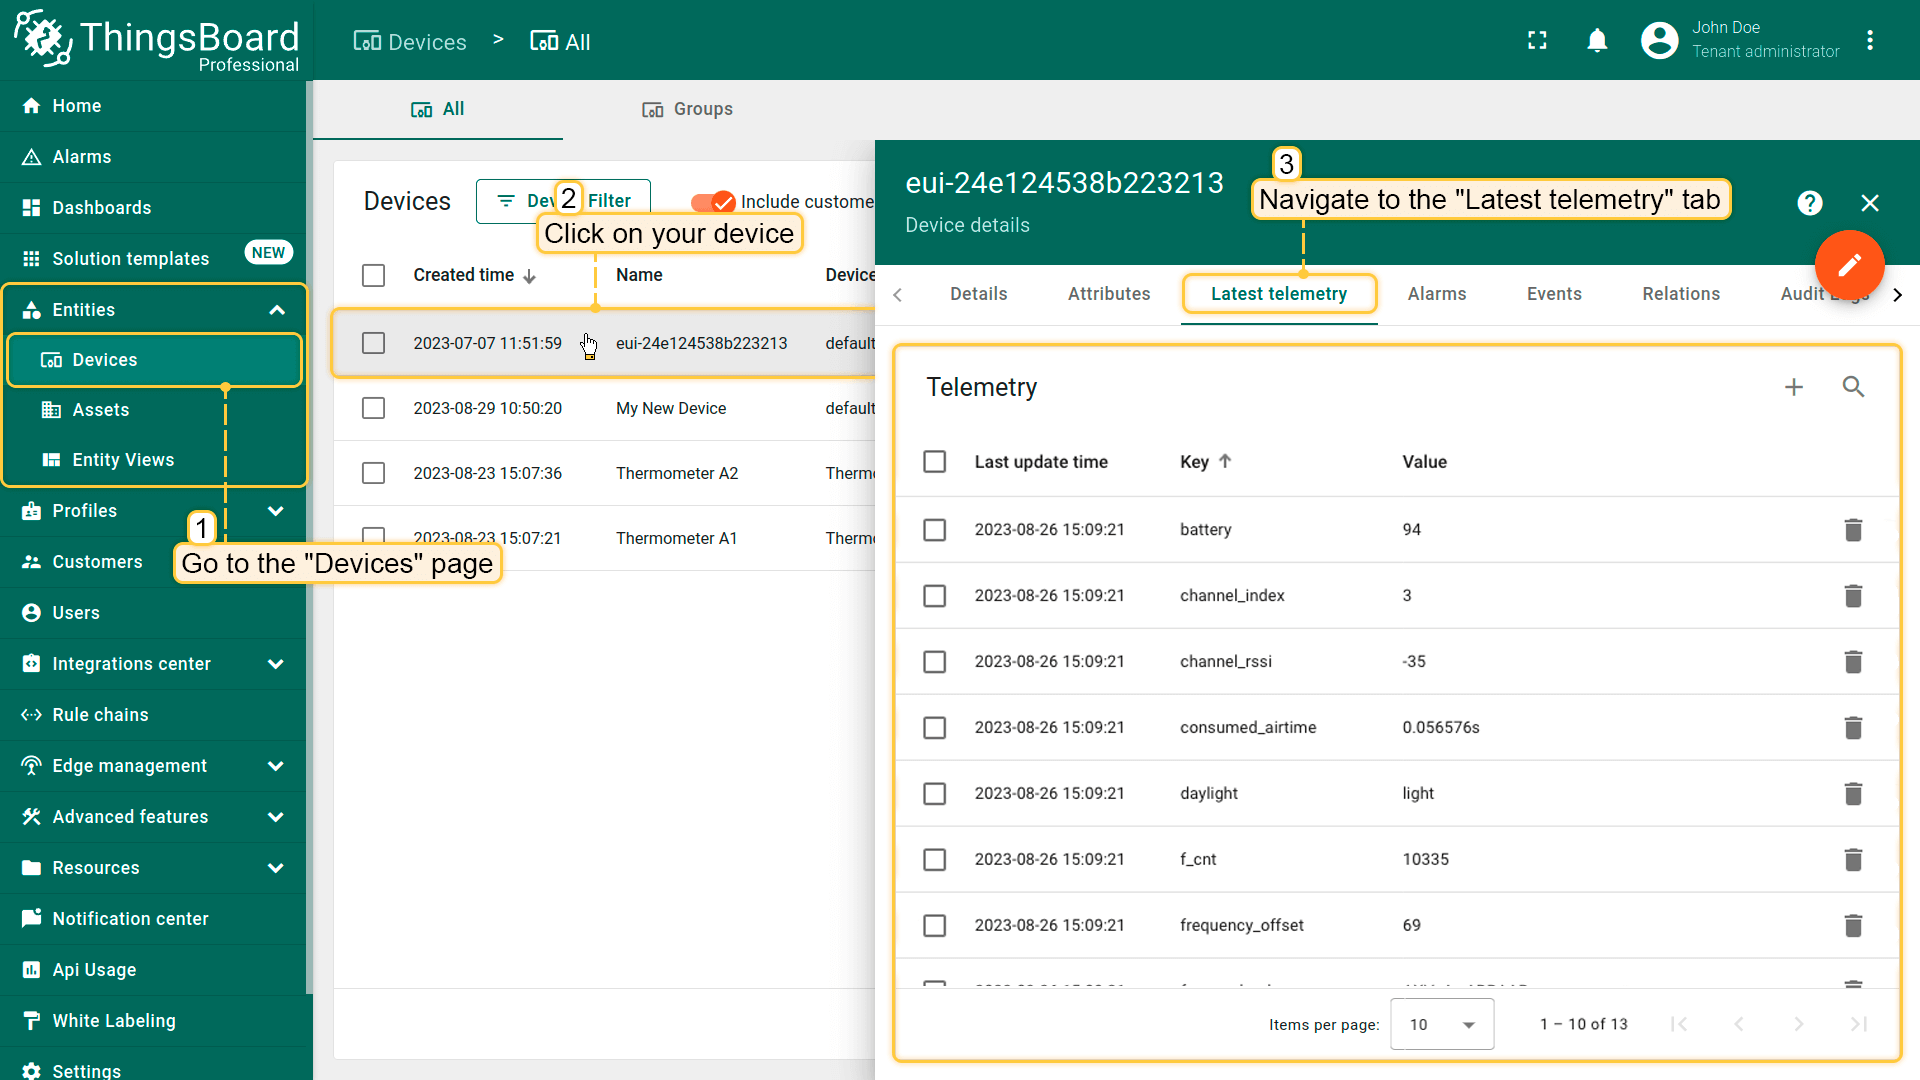 ThingsBoard
Professional
Devices > All
John Doe
Tenant administrator
Home
Alarms
Dashboards
Solution templates NEW
Entities
Devices
Assets
Entity Views
Profiles
Customers
Users
Integrations center
Rule chains
Edge management
Advanced features
Resources
Notification center
Api Usage
White Labeling
Settings
1
Go to the "Devices" page
All Groups
Devices Filter Include custome
2
Click on your device
Created time Name Device
2023-07-07 11:51:59 eui-24e124538b223213 default
2023-08-29 10:50:20 My New Device default
2023-08-23 15:07:36 Thermometer A2 Therm
2023-08-23 15:07:21 Thermometer A1 Therm
eui-24e124538b223213
Device details
3
Navigate to the "Latest telemetry" tab
Details Attributes Latest telemetry Alarms Events Relations Audit
Telemetry
Last update time Key Value
2023-08-26 15:09:21 battery 94
2023-08-26 15:09:21 channel_index 3
2023-08-26 15:09:21 channel_rssi -35
2023-08-26 15:09:21 consumed_airtime 0.056576s
2023-08-26 15:09:21 daylight light
2023-08-26 15:09:21 f_cnt 10335
2023-08-26 15:09:21 frequency_offset 69
Items per page: 10 1 – 10 of 13